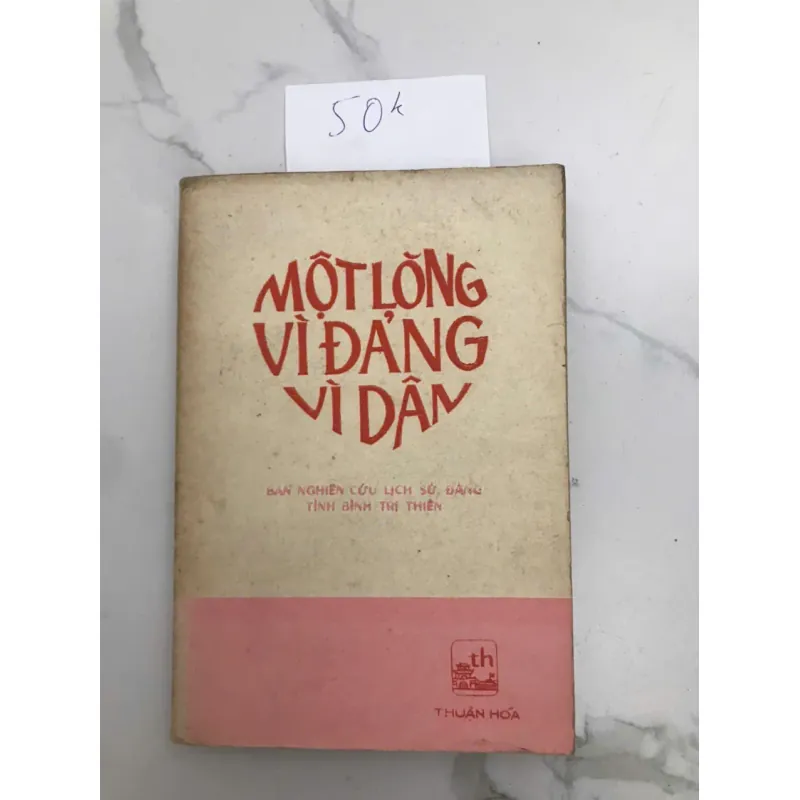 50k
MỘT LÒNG
VÌ ĐẢNG
VÌ DÂN
BAN NGHIÊN CỨU LỊCH SỬ ĐẢNG
TỈNH BÌNH TRỊ THIÊN
th
THUẬN HÓA